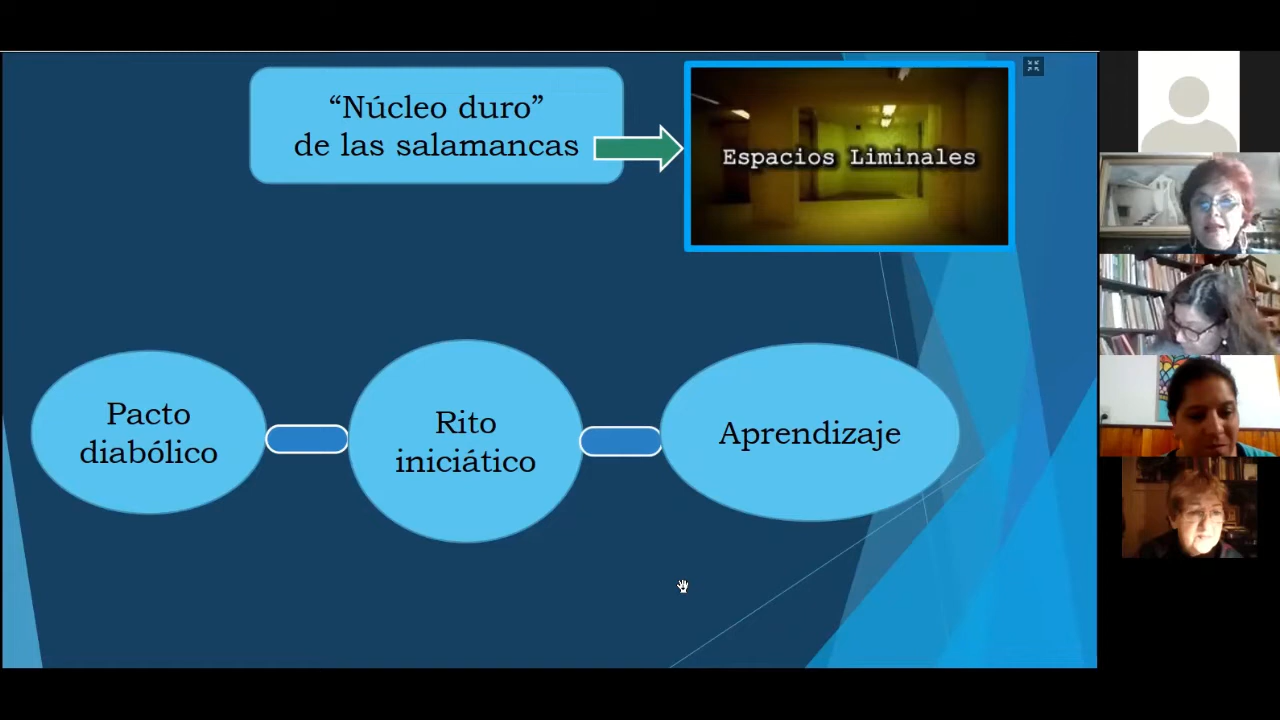 “Núcleo duro”
de las salamancas
Espacios Liminales
Pacto
diabólico
Rito
iniciático
Aprendizaje